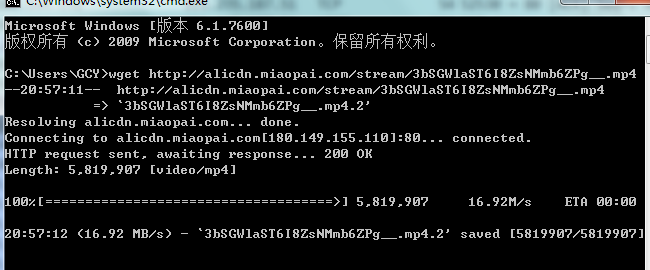 C:\Windows\system32\cmd.exe
Microsoft Windows [版本 6.1.7600]
版权所有 (c) 2009 Microsoft Corporation。保留所有权利。
C:\Users\GCY>wget http://alicdn.miaopai.com/stream/3bSGWlaST6I8ZsNMmb6ZPg__.mp4
--20:57:11--  http://alicdn.miaopai.com/stream/3bSGWlaST6I8ZsNMmb6ZPg__.mp4
=> `3bSGWlaST6I8ZsNMmb6ZPg__.mp4.2'
Resolving alicdn.miaopai.com... done.
Connecting to alicdn.miaopai.com[180.149.155.110]:80... connected.
HTTP request sent, awaiting response... 200 OK
Length: 5,819,907 [video/mp4]
100%[===================================>] 5,819,907     16.92M/s    ETA 00:00
20:57:12 (16.92 MB/s) - `3bSGWlaST6I8ZsNMmb6ZPg__.mp4.2' saved [5819907/5819907]